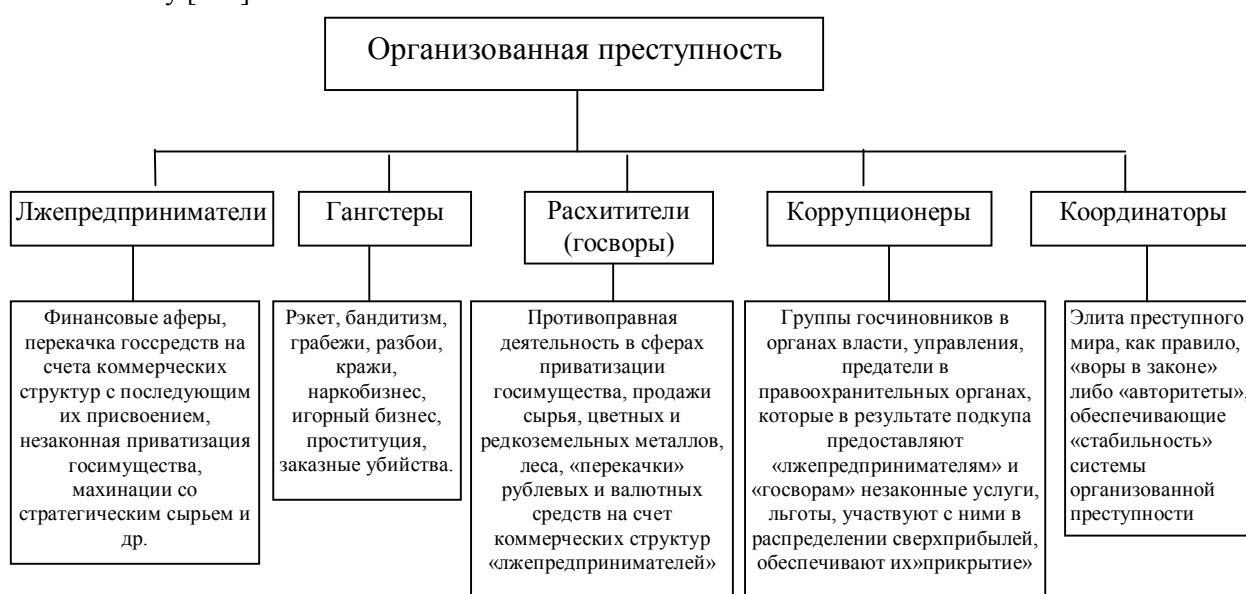 Организованная преступность
Лжепредприниматели
Гангстеры
Расхитители
(госворы)
Коррупционеры
Координаторы
Финансовые аферы,
перекачка госсредств на
счета коммерческих
структур с последующим
их присвоением,
незаконная приватизация
госимущества,
махинации со
стратегическим сырьем и
др.
Рэкет, бандитизм,
грабежи, разбои,
кражи,
наркобизнес,
игорный бизнес,
проституция,
заказные убийства.
Противоправная
деятельность в сферах
приватизации
госимущества, продажи
сырья, цветных и
редкоземельных металлов,
леса, «перекачки»
рублевых и валютных
средств на счет
коммерческих структур
«лжепредпринимателей»
Группы госчиновников в
органах власти, управления,
предатели в
правоохранительных органах,
которые в результате подкупа
предоставляют
«лжепредпринимателям» и
«госворам» незаконные услуги,
льготы, участвуют с ними в
распределении сверхприбылей,
обеспечивают их»прикрытие»
Элита преступного
мира, как правило,
«воры в законе»
либо «авторитеты»,
обеспечивающие
«стабильность»
системы
организованной
преступности